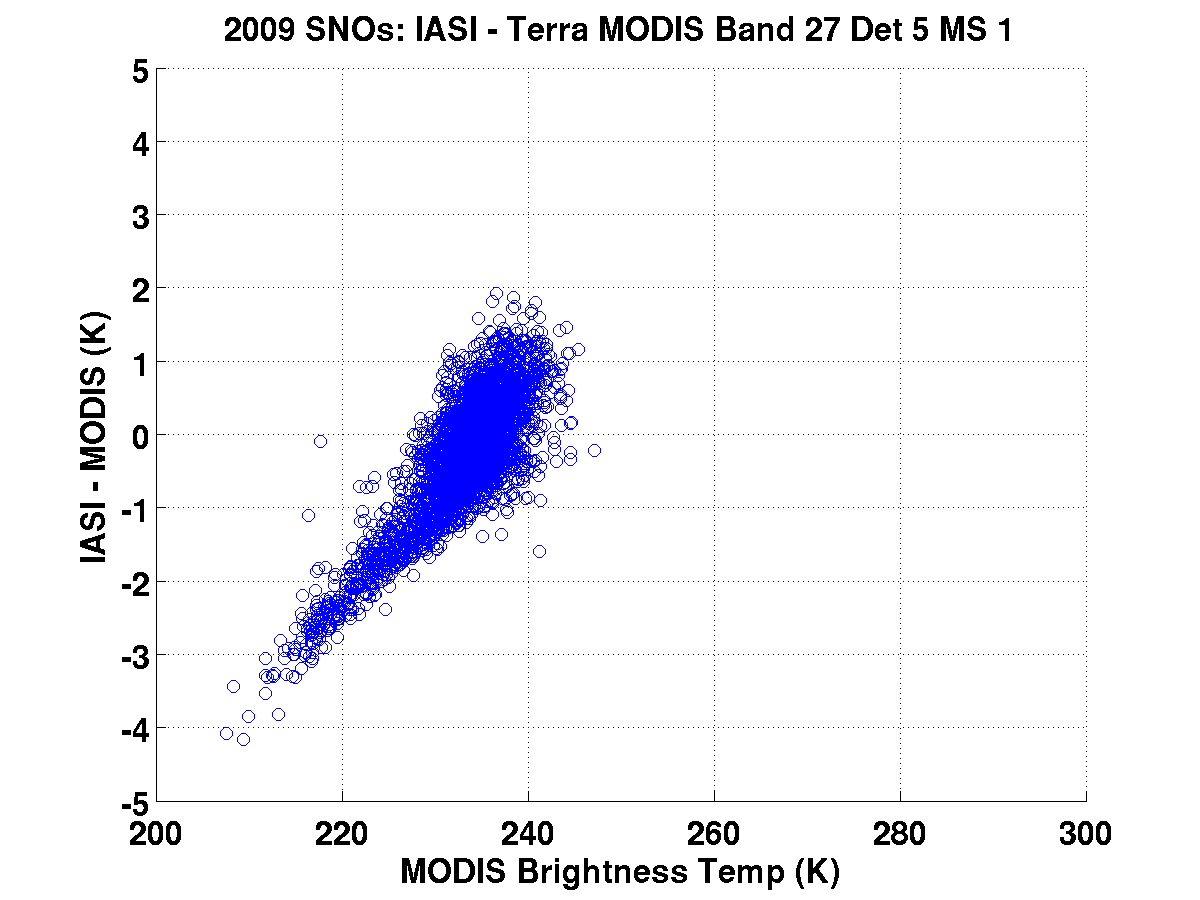 2009 SNOs: IASI - Terra MODIS Band 27 Det 5 MS 1
5
4
3
2
1
0
-1
-2
-3
-4
-5
IASI - MODIS (K)
200 220 240 260 280 300
MODIS Brightness Temp (K)